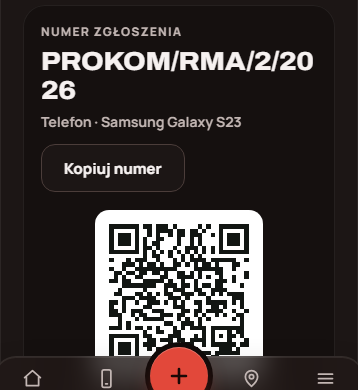 NUMER ZGŁOSZENIA
PROKOM/RMA/2/20
26
Telefon · Samsung Galaxy S23
Kopiuj numer